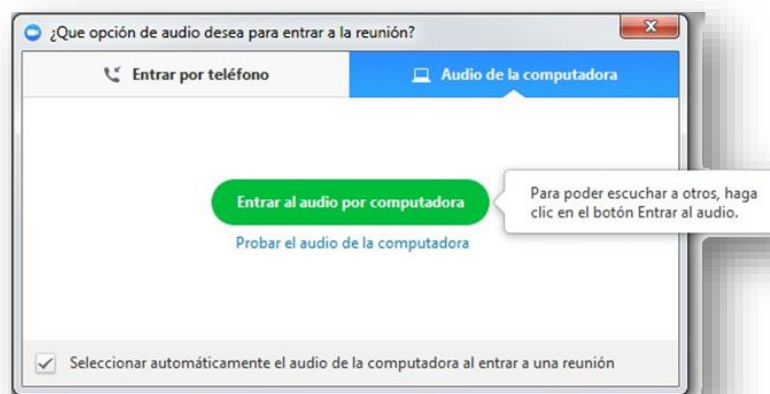 ¿Que opción de audio desea para entrar a la reunión?
Entrar por teléfono
Audio de la computadora
Entrar al audio por computadora
Para poder escuchar a otros, haga
clic en el botón Entrar al audio.
Probar el audio de la computadora
Seleccionar automáticamente el audio de la computadora al entrar a una reunión